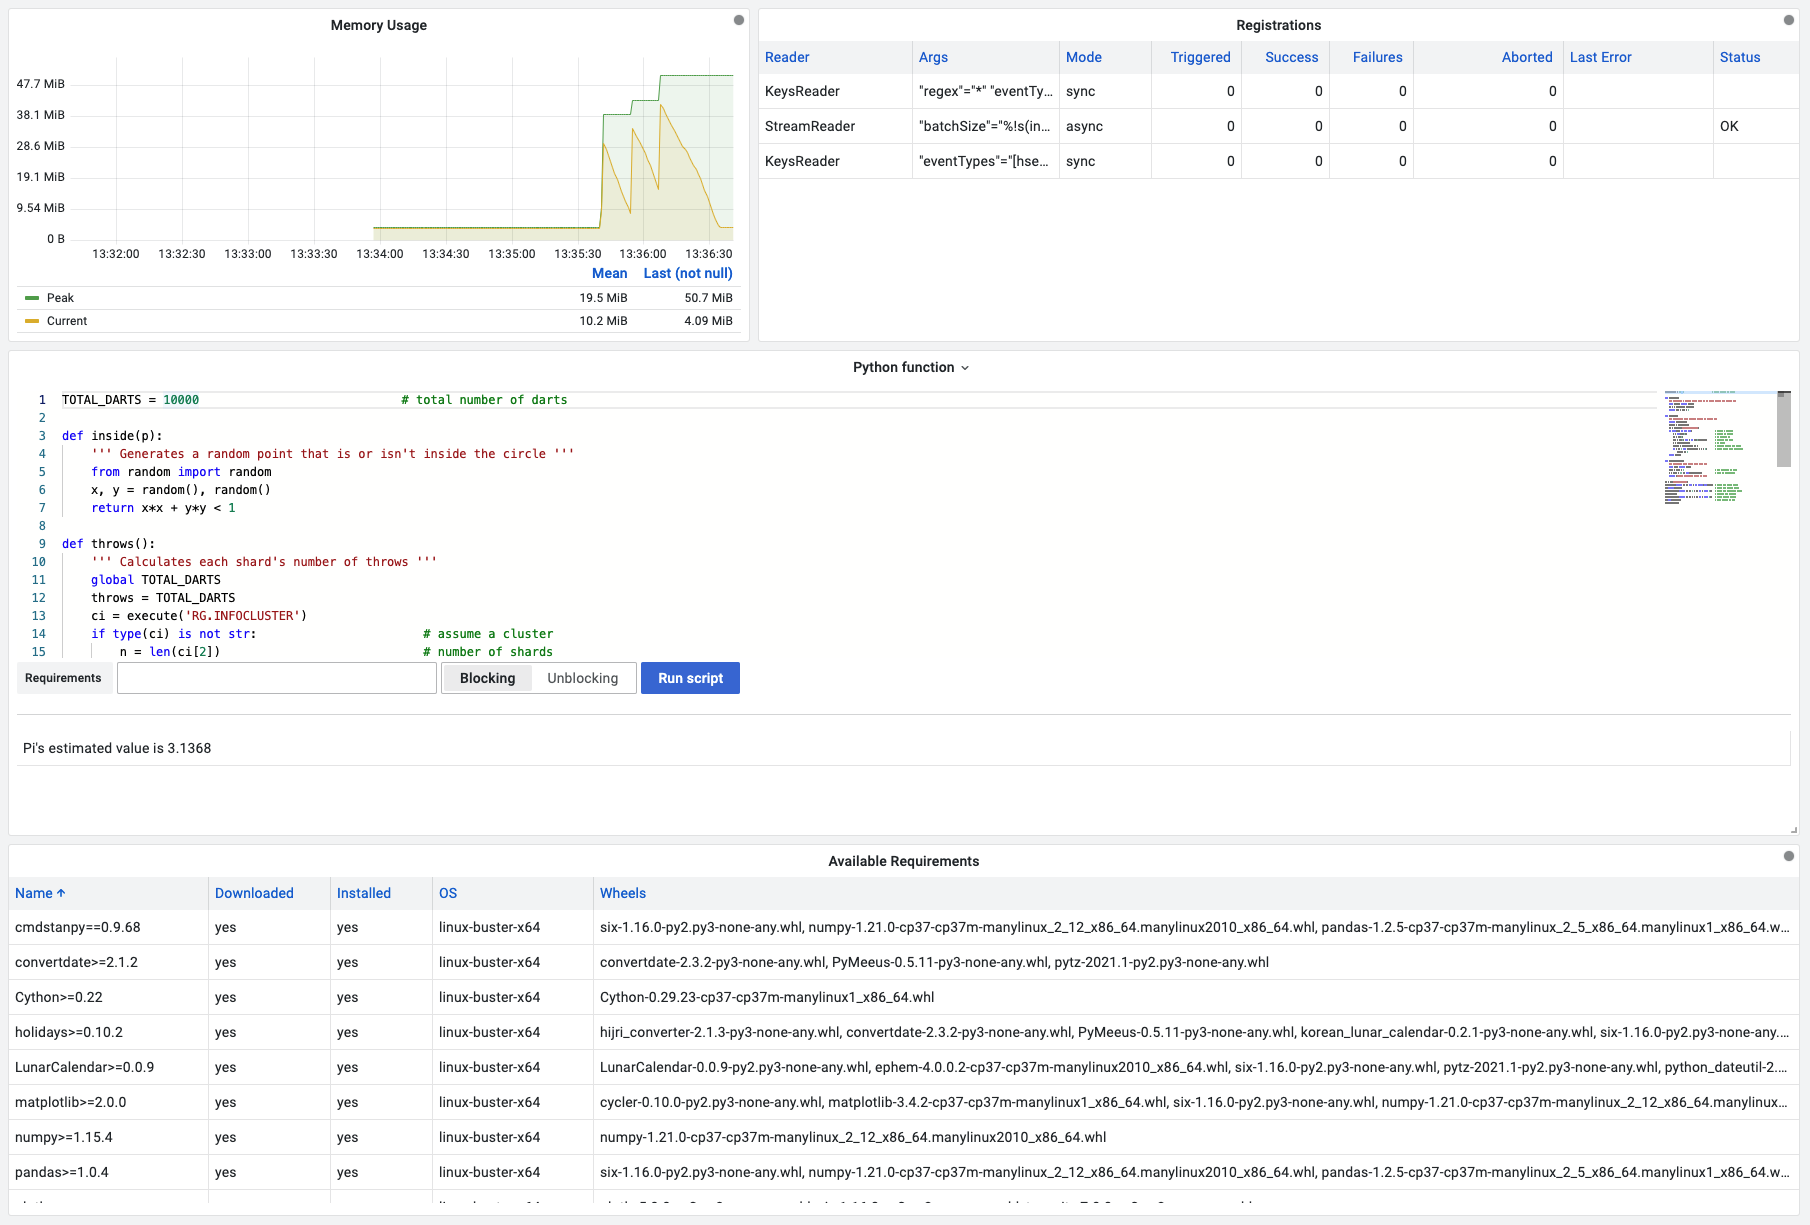 Memory Usage
47.7 MiB
38.1 MiB
28.6 MiB
19.1 MiB
9.54 MiB
0 B
13:32:00 13:32:30 13:33:00 13:33:30 13:34:00 13:34:30 13:35:00 13:35:30 13:36:00 13:36:30
Mean Last (not null)
Peak 19.5 MiB 50.7 MiB
Current 10.2 MiB 4.09 MiB
Registrations
Reader Args Mode Triggered Success Failures Aborted Last Error Status
KeysReader "regex"="*" "eventTy... sync 0 0 0 0
StreamReader "batchSize"="%!s(in... async 0 0 0 0 OK
KeysReader "eventTypes"="[hse... sync 0 0 0 0
Python function
1 TOTAL_DARTS = 10000 # total number of darts
2
3 def inside(p):
4 ''' Generates a random point that is or isn't inside the circle '''
5 from random import random
6 x, y = random(), random()
7 return x*x + y*y < 1
8
9 def throws():
10 ''' Calculates each shard's number of throws '''
11 global TOTAL_DARTS
12 throws = TOTAL_DARTS
13 ci = execute('RG.INFOCLUSTER')
14 if type(ci) is not str: # assume a cluster
15 n = len(ci[2]) # number of shards
Requirements Blocking Unblocking Run script
Pi's estimated value is 3.1368
Available Requirements
Name ↑ Downloaded Installed OS Wheels
cmdstanpy==0.9.68 yes yes linux-buster-x64 six-1.16.0-py2.py3-none-any.whl, numpy-1.21.0-cp37-cp37m-manylinux_2_12_x86_64.manylinux2010_x86_64.whl, pandas-1.2.5-cp37-cp37m-manylinux_2_5_x86_64.manylinux1_x86_64.w...
convertdate>=2.1.2 yes yes linux-buster-x64 convertdate-2.3.2-py3-none-any.whl, PyMeeus-0.5.11-py3-none-any.whl, pytz-2021.1-py2.py3-none-any.whl
Cython>=0.22 yes yes linux-buster-x64 Cython-0.29.23-cp37-cp37m-manylinux1_x86_64.whl
holidays>=0.10.2 yes yes linux-buster-x64 hijri_converter-2.1.3-py3-none-any.whl, convertdate-2.3.2-py3-none-any.whl, PyMeeus-0.5.11-py3-none-any.whl, korean_lunar_calendar-0.2.1-py3-none-any.whl, six-1.16.0-py2.py3-none-any....
LunarCalendar>=0.0.9 yes yes linux-buster-x64 LunarCalendar-0.0.9-py2.py3-none-any.whl, ephem-4.0.0.2-cp37-cp37m-manylinux2010_x86_64.whl, six-1.16.0-py2.py3-none-any.whl, pytz-2021.1-py2.py3-none-any.whl, python_dateutil-2....
matplotlib>=2.0.0 yes yes linux-buster-x64 cycler-0.10.0-py2.py3-none-any.whl, matplotlib-3.4.2-cp37-cp37m-manylinux1_x86_64.whl, six-1.16.0-py2.py3-none-any.whl, numpy-1.21.0-cp37-cp37m-manylinux_2_12_x86_64.manylinux...
numpy>=1.15.4 yes yes linux-buster-x64 numpy-1.21.0-cp37-cp37m-manylinux_2_12_x86_64.manylinux2010_x86_64.whl
pandas>=1.0.4 yes yes linux-buster-x64 six-1.16.0-py2.py3-none-any.whl, numpy-1.21.0-cp37-cp37m-manylinux_2_12_x86_64.manylinux2010_x86_64.whl, pandas-1.2.5-cp37-cp37m-manylinux_2_5_x86_64.manylinux1_x86_64.w...